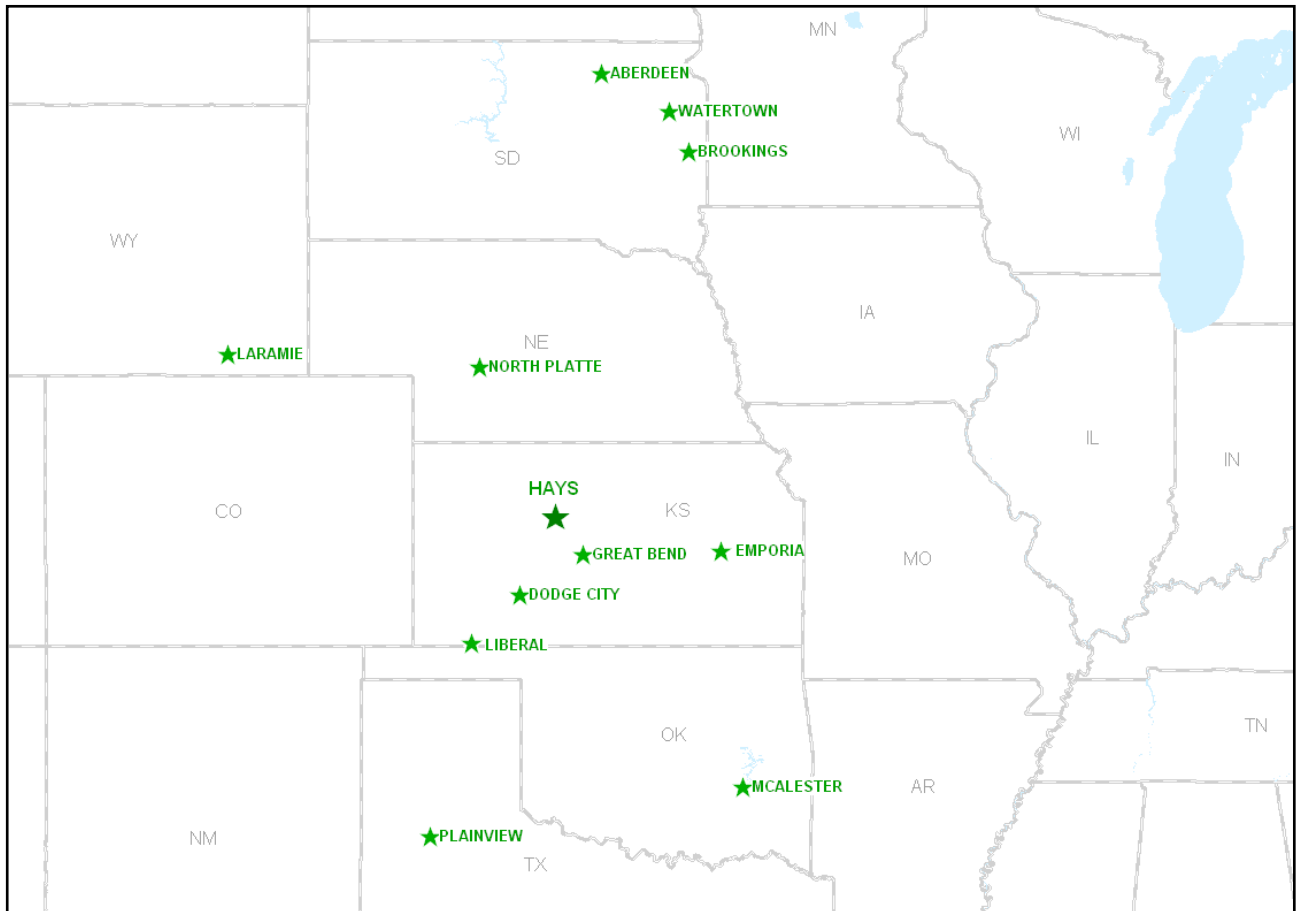 MN
ABERDEEN
WATERTOWN
WI
BROOKINGS
SD
WY
IA
NE
LARAMIE
NORTH PLATTE
IL
IN
HAYS
CO
KS
GREAT BEND
EMPORIA
MO
DODGE CITY
LIBERAL
TN
OK
MCALESTER
AR
NM
PLAINVIEW
TX